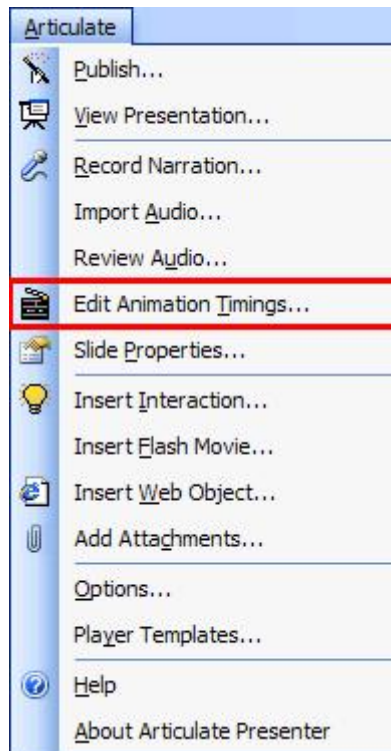 Articulate
Publish...
View Presentation...
Record Narration...
Import Audio...
Review Audio...
Edit Animation Timings...
Slide Properties...
Insert Interaction...
Insert Flash Movie...
Insert Web Object...
Add Attachments...
Options...
Player Templates...
Help
About Articulate Presenter